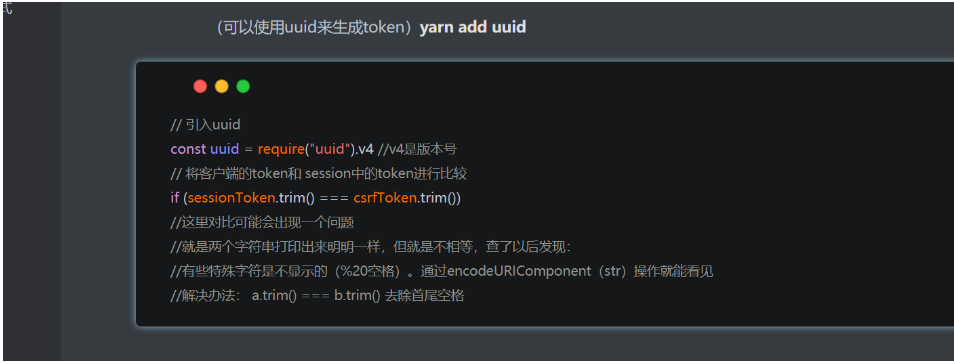 式
（可以使用uuid来生成token）yarn add uuid
// 引入uuid
const uuid = require("uuid").v4 //v4是版本号
// 将客户端的token和 session中的token进行比较
if (sessionToken.trim() === csrfToken.trim())
//这里对比可能会出现一个问题
//就是两个字符串打印出来明明一样，但就是不相等，查了以后发现：
//有些特殊字符是不显示的（%20空格）。通过encodeURIComponent（str）操作就能看见
//解决办法： a.trim() === b.trim() 去除首尾空格